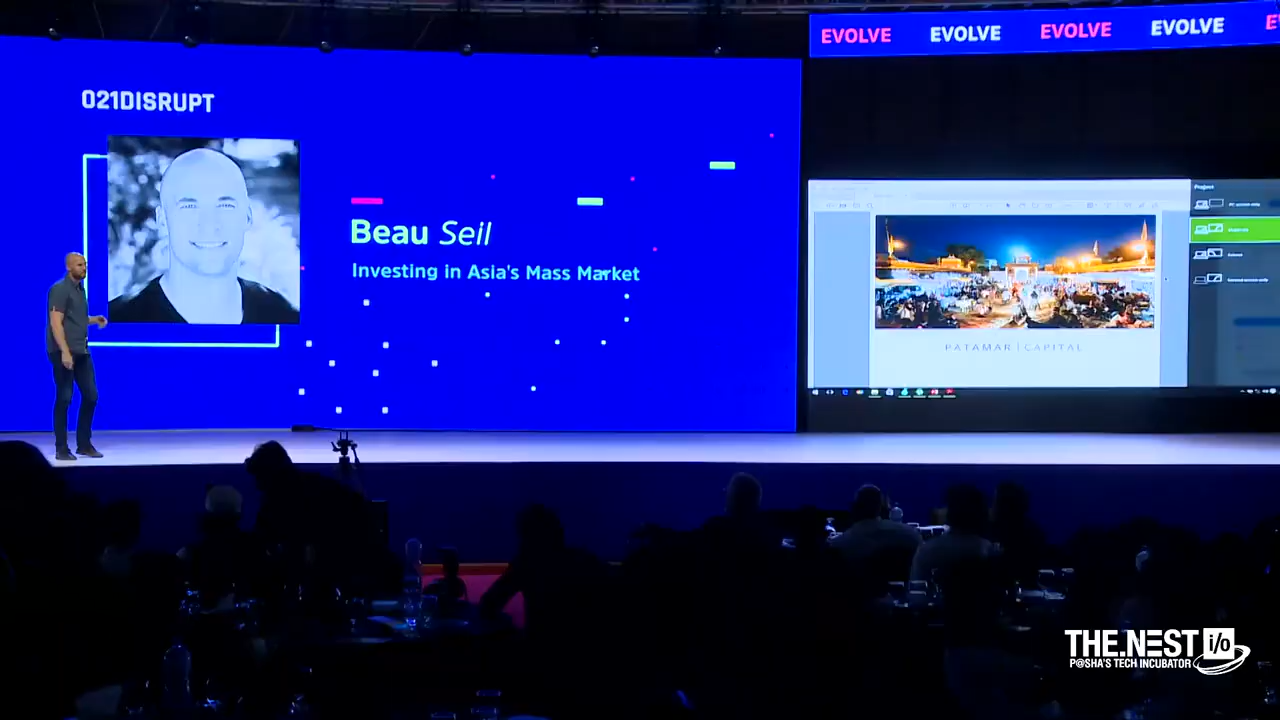 EVOLVE EVOLVE EVOLVE EVOLVE
021DISRUPT
Beau Seil
Investing in Asia's Mass Market
Project
PATAMAR | CAPITAL
THE.NEST i/o
P@SHA'S TECH INCUBATOR